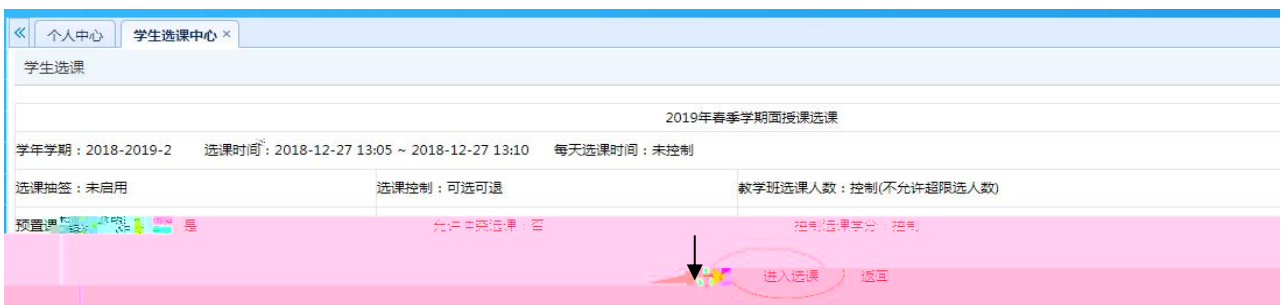 个人中心 学生选课中心 ×
学生选课
2019年春季学期面授课选课
学年学期：2018-2019-2 选课时间：2018-12-27 13:05 ~ 2018-12-27 13:10 每天选课时间：未控制
选课抽签：未启用 选课控制：可选可退 教学班选课人数：控制(不允许超限选人数)
预置课 ：是 允许冲突选课：否 控制选课学分：控制
进入选课 返回